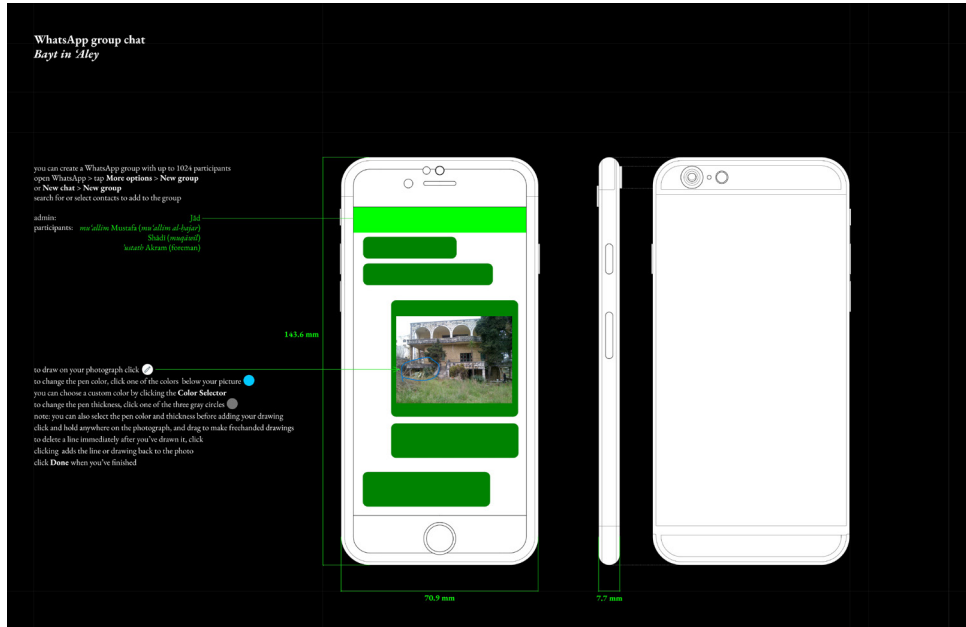 WhatsApp group chat
Bayt in ‘Aley
you can create a WhatsApp group with up to 1024 participants
open WhatsApp > tap More options > New group
or New chat > New group
search for or select contacts to add to the group
admin: Jād
participants: mu‘allim Mustafa (mu‘allim al-ḥajar)
Shādi (muqāwil)
'ustath Akram (foreman)
143.6 mm
to draw on your photograph click
to change the pen color, click one of the colors below your picture
you can choose a custom color by clicking the Color Selector
to change the pen thickness, click one of the three gray circles
note: you can also select the pen color and thickness before adding your drawing
click and hold anywhere on the photograph, and drag to make freehanded drawings
to delete a line immediately after you’ve drawn it, click
clicking adds the line or drawing back to the photo
click Done when you’ve finished
70.9 mm
7.7 mm